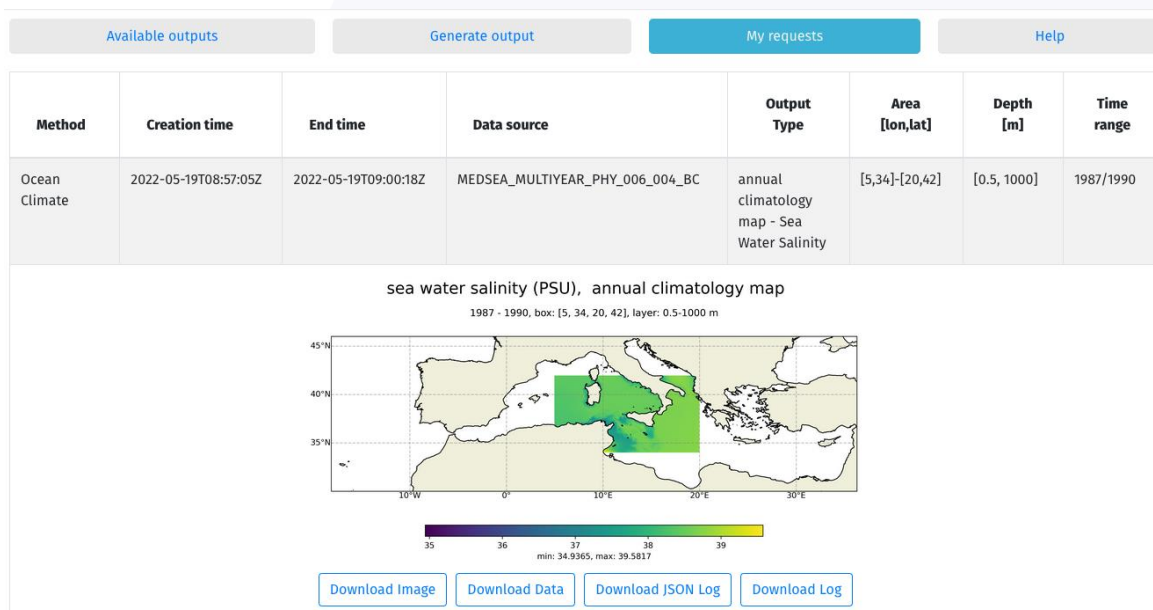 Available outputs
Generate output
My requests
Help
Method
Creation time
End time
Data source
Output
Type
Area
[lon,lat]
Depth
[m]
Time
range
Ocean
Climate
2022-05-19T08:57:05Z
2022-05-19T09:00:18Z
MEDSEA_MULTIYEAR_PHY_006_004_BC
annual
climatology
map - Sea
Water Salinity
[5,34]-[20,42]
[0.5, 1000]
1987/1990
sea water salinity (PSU), annual climatology map
1987 - 1990, box: [5, 34, 20, 42], layer: 0.5-1000 m
45°N
40°N
35°N
10°W 0° 10°E 20°E 30°E
35 36 37 38 39
min: 34.9365, max: 39.5817
Download Image
Download Data
Download JSON Log
Download Log